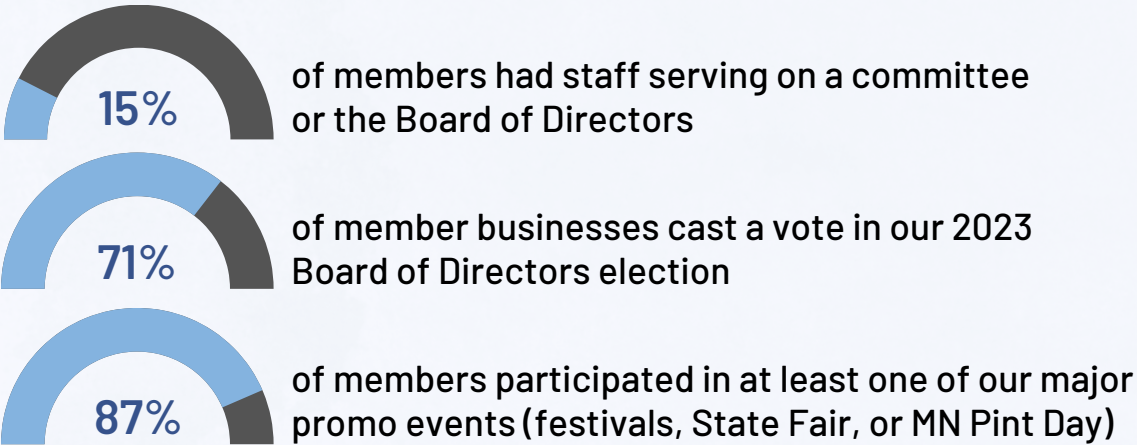 15%
of members had staff serving on a committee
or the Board of Directors
71%
of member businesses cast a vote in our 2023
Board of Directors election
87%
of members participated in at least one of our major
promo events (festivals, State Fair, or MN Pint Day)